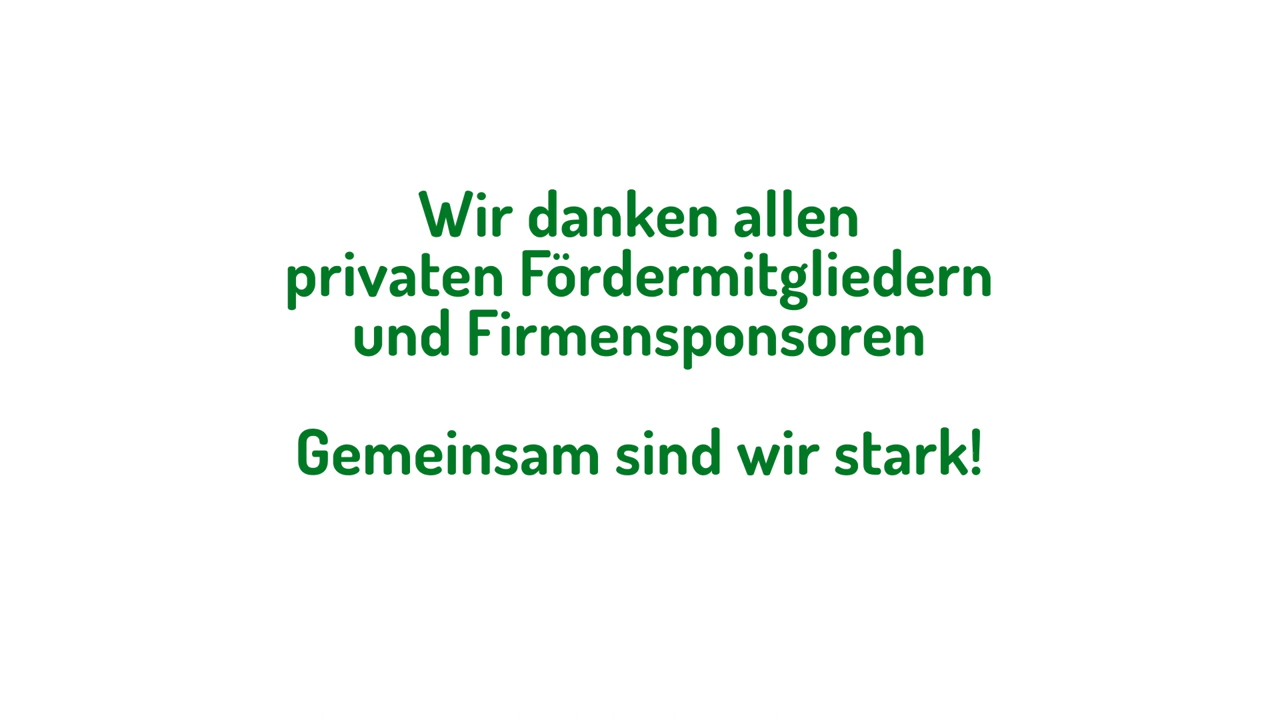 Wir danken allen
privaten Fördermitgliedern
und Firmensponsoren
Gemeinsam sind wir stark!